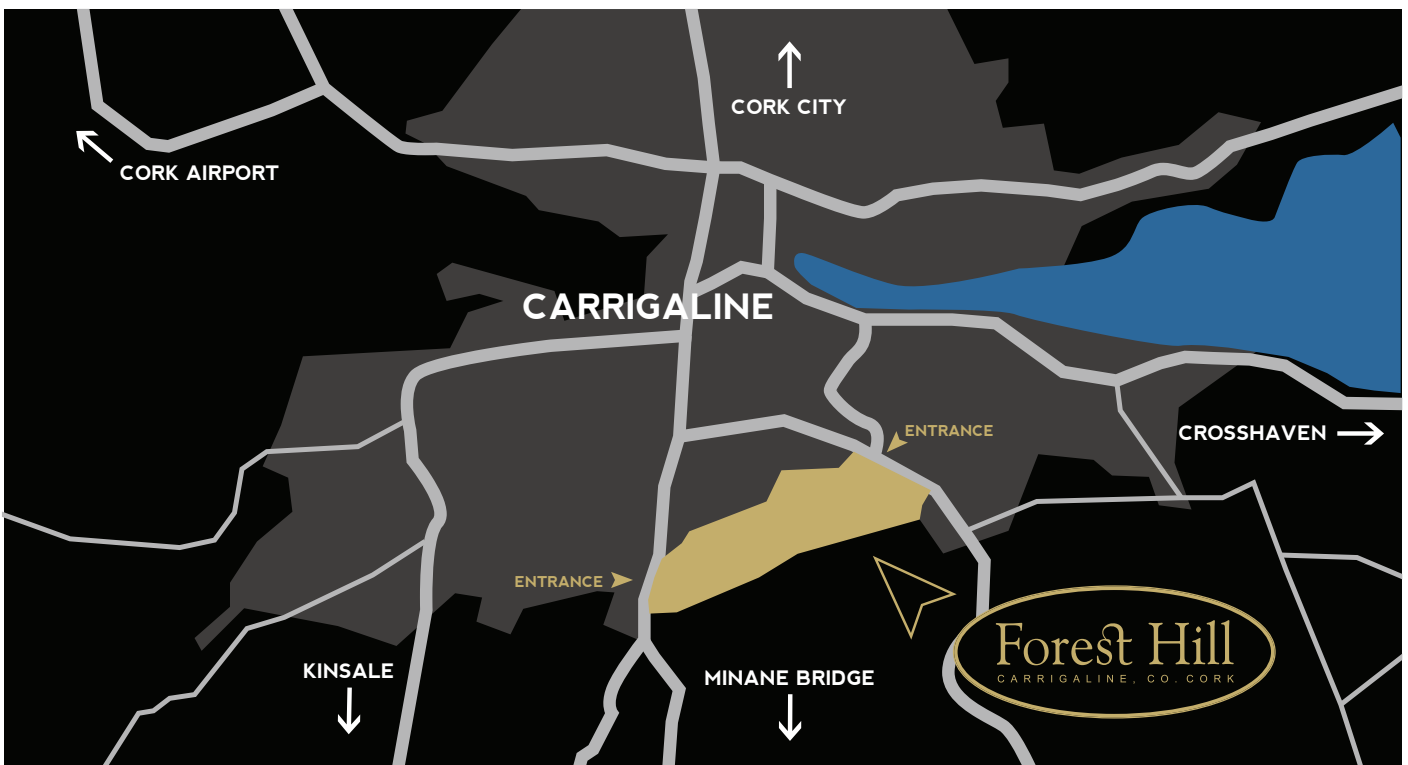 CORK CITY
CORK AIRPORT
CARRIGALINE
ENTRANCE
CROSSHAVEN
ENTRANCE
KINSALE
MINANE BRIDGE
Forest Hill
CARRIGALINE, CO. CORK